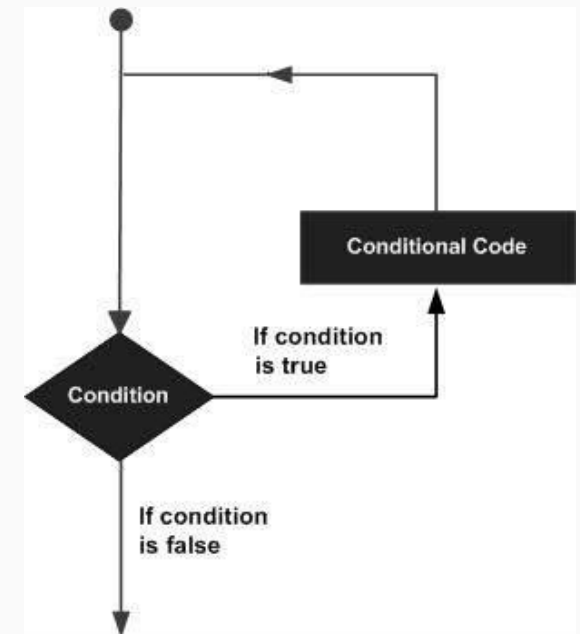 Conditional Code
If condition
is true
Condition
If condition
is false